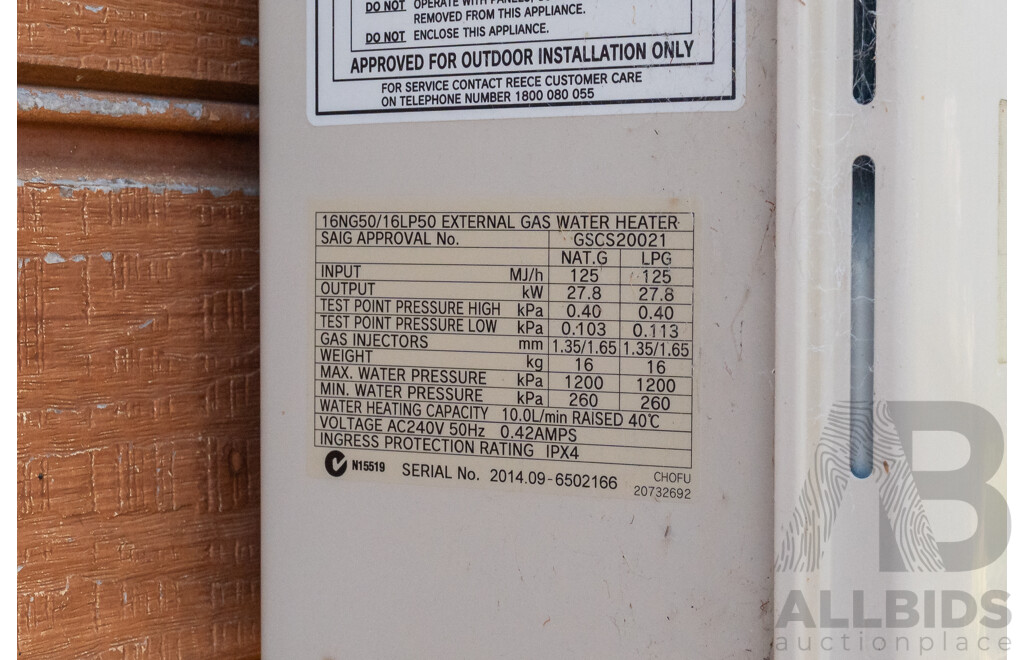 DO NOT OPERATE WITH PANELS,
REMOVED FROM THIS APPLIANCE.
DO NOT ENCLOSE THIS APPLIANCE.
APPROVED FOR OUTDOOR INSTALLATION ONLY
FOR SERVICE CONTACT REECE CUSTOMER CARE
ON TELEPHONE NUMBER 1800 080 055
16NG50/16LP50 EXTERNAL GAS WATER HEATER
SAIG APPROVAL No. GSCS20021
NAT.G LPG
INPUT MJ/h 125 125
OUTPUT kW 27.8 27.8
TEST POINT PRESSURE HIGH kPa 0.40 0.40
TEST POINT PRESSURE LOW kPa 0.103 0.113
GAS INJECTORS mm 1.35/1.65 1.35/1.65
WEIGHT kg 16 16
MAX. WATER PRESSURE kPa 1200 1200
MIN. WATER PRESSURE kPa 260 260
WATER HEATING CAPACITY 10.0L/min RAISED 40℃
VOLTAGE AC240V 50Hz 0.42AMPS
INGRESS PROTECTION RATING IPX4
N15519 SERIAL No. 2014.09-6502166 CHOFU
20732692
AB
ALLBIDS
auctionplace